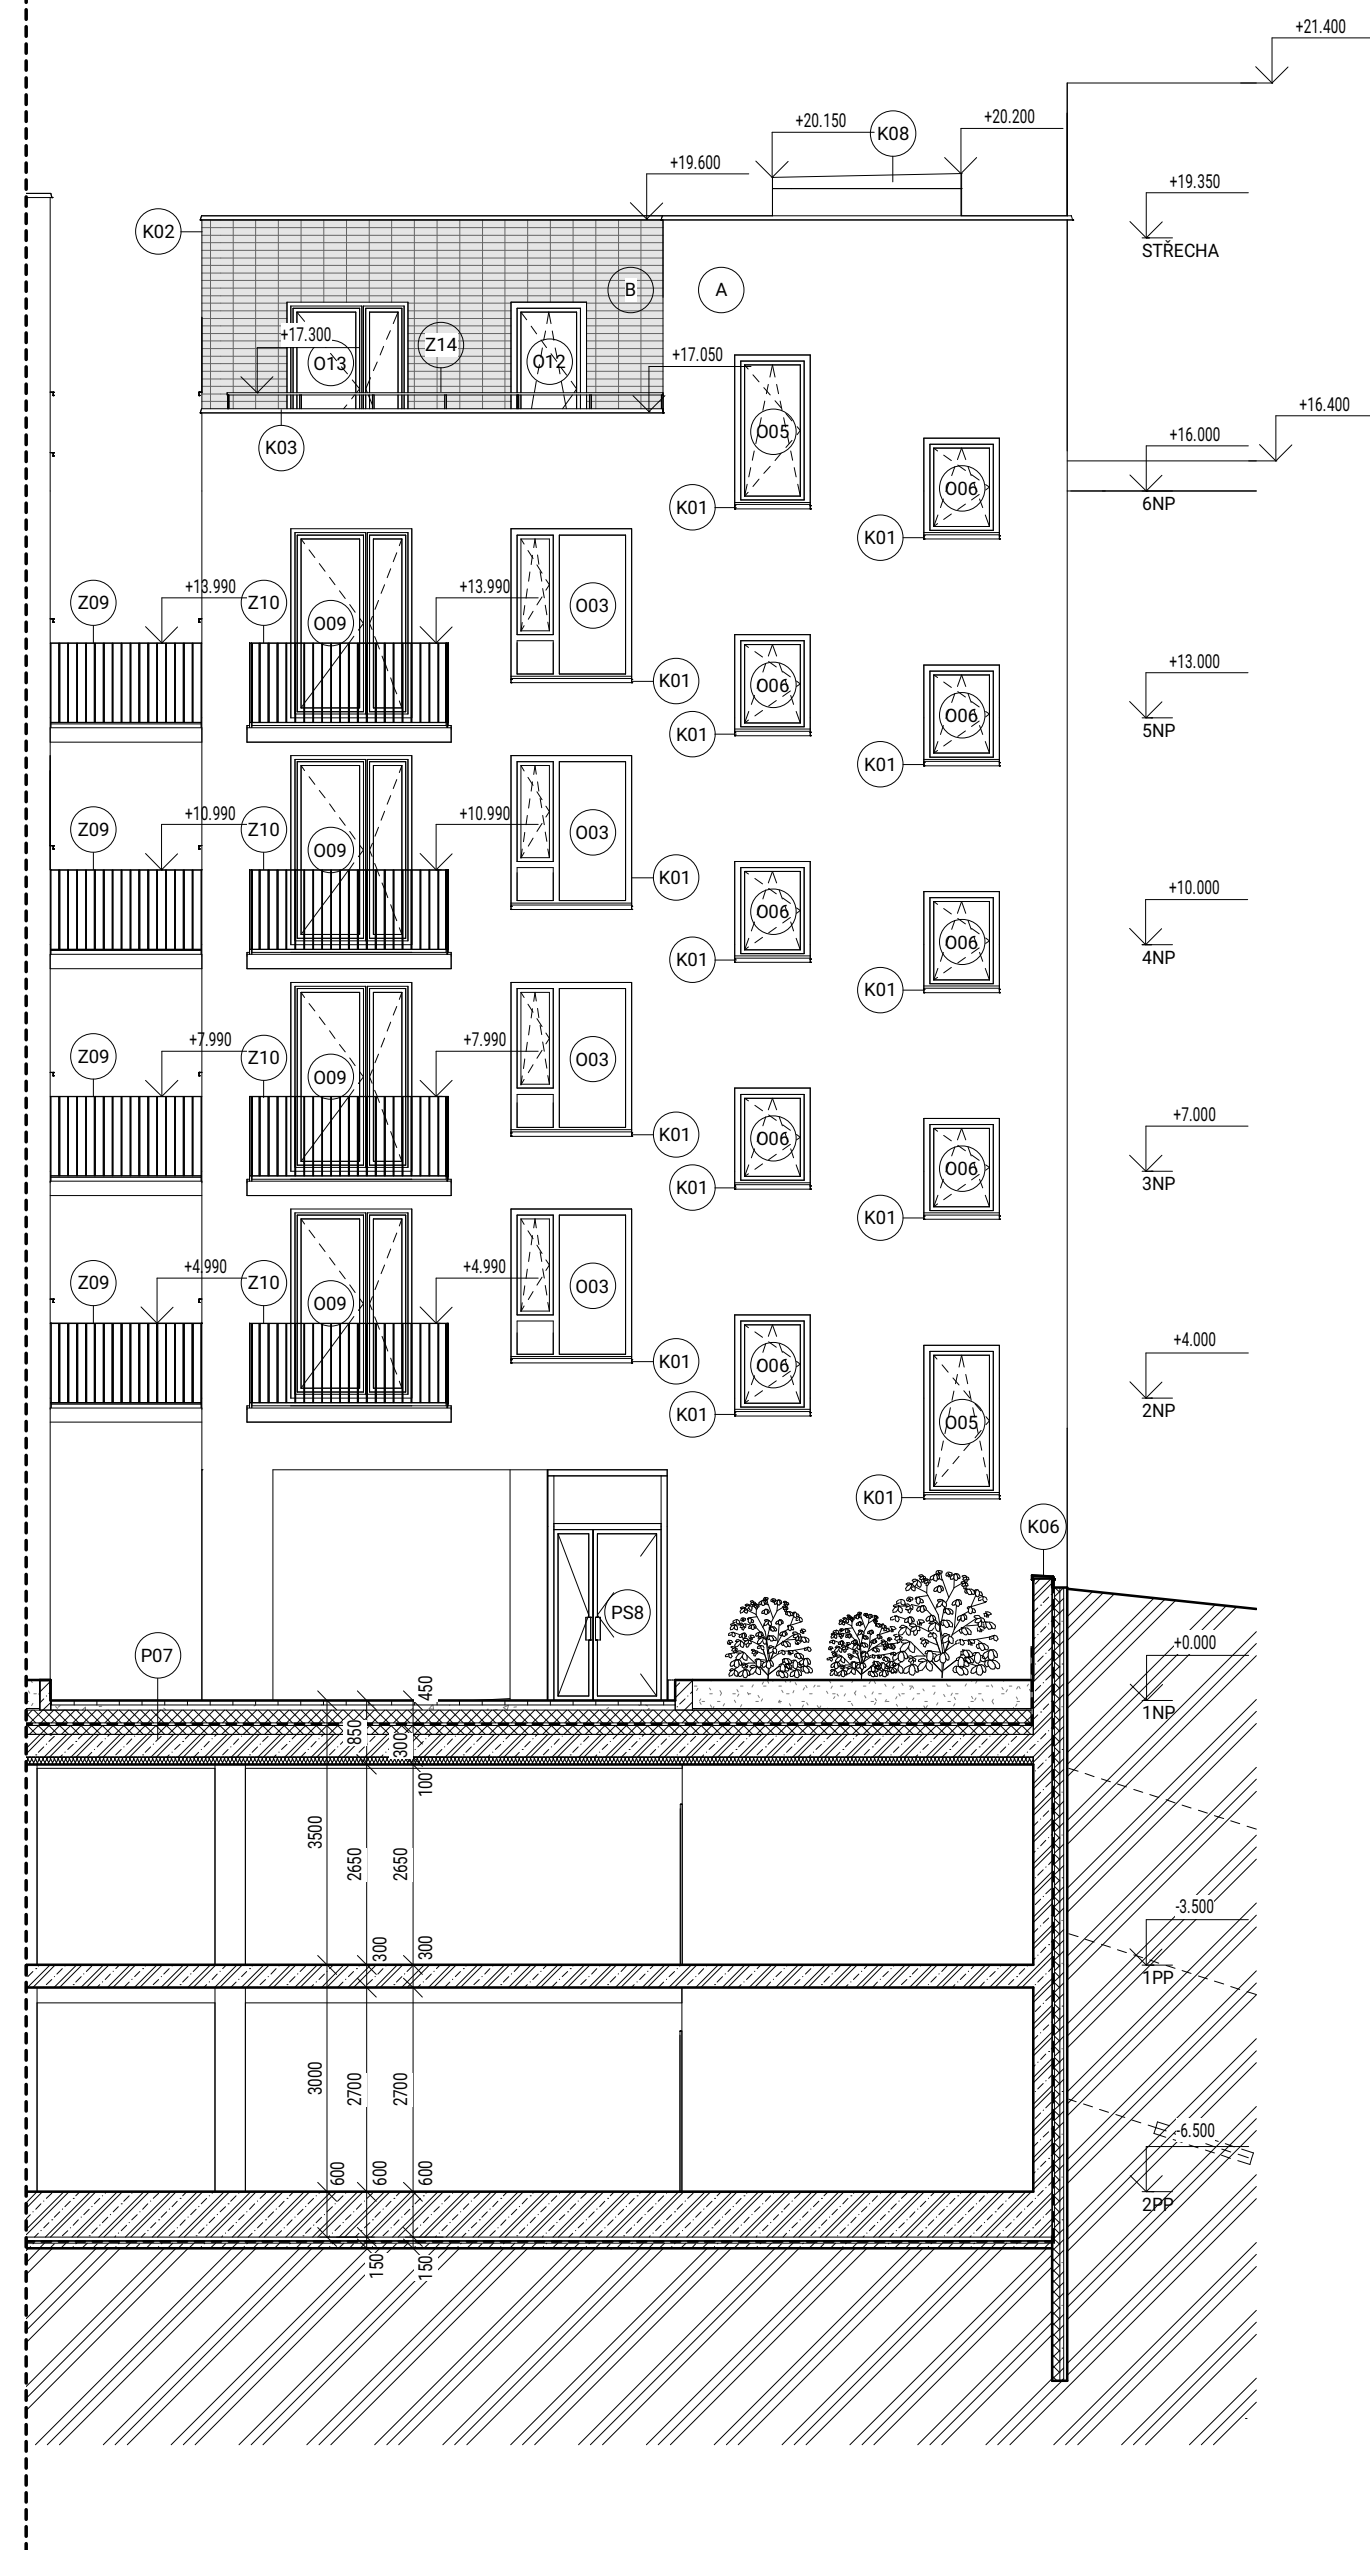 +21.400
+20.150
K08
+20.200
+19.600
+19.350
STŘECHA
K02
B
A
+17.300
O13
Z14
O12
+17.050
+16.400
K03
O05
+16.000
6NP
O06
K01
K01
Z09
+13.990
Z10
O09
+13.990
O03
K01
O06
K01
O06
K01
+13.000
5NP
Z09
+10.990
Z10
O09
+10.990
O03
K01
O06
K01
O06
K01
+10.000
4NP
Z09
+7.990
Z10
O09
+7.990
O03
K01
O06
K01
O06
K01
+7.000
3NP
Z09
+4.990
Z10
O09
+4.990
O03
K01
O06
K01
O05
K01
+4.000
2NP
K06
PS8
P07
+0.000
1NP
450
850
300
100
3500
2650
2650
300
300
-3.500
1PP
3000
2700
2700
600
600
600
-6.500
2PP
150
150